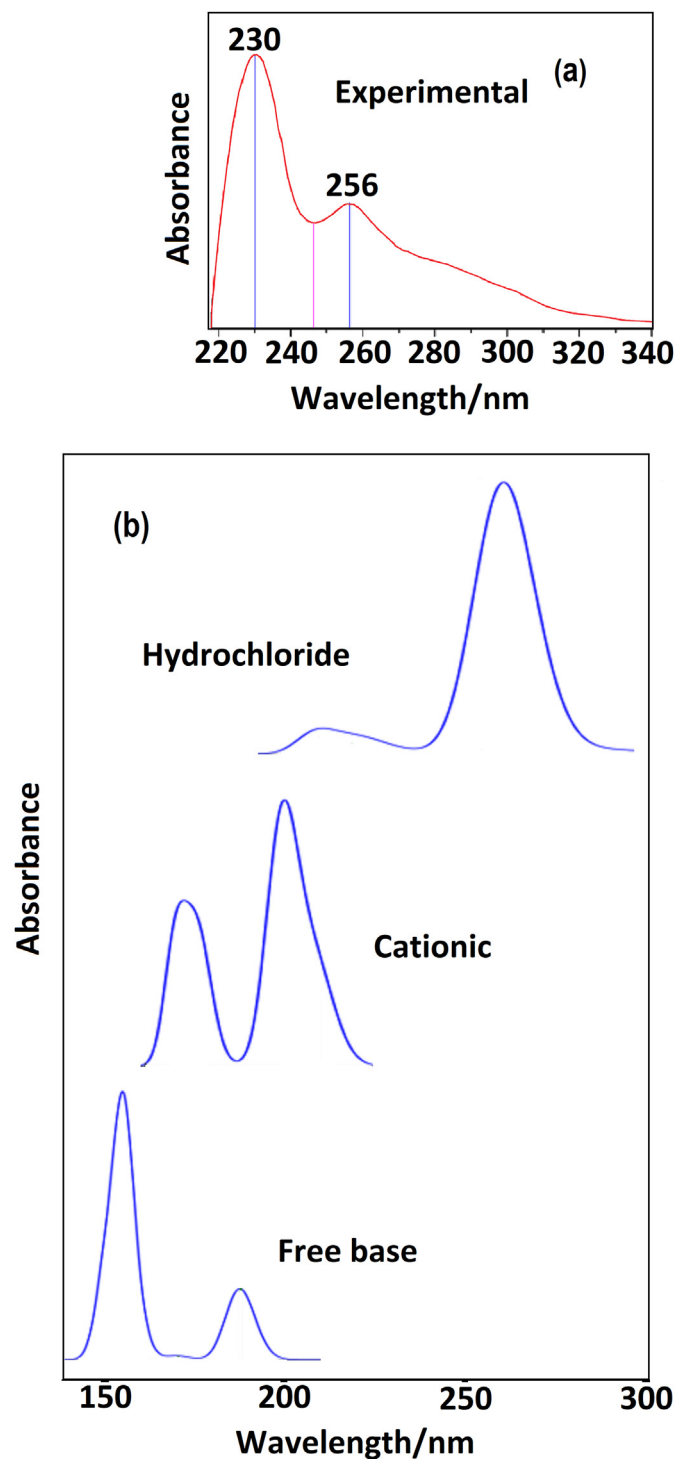 230
(a)
Experimental
256
Absorbance
220 240 260 280 300 320 340
Wavelength/nm
(b)
Hydrochloride
Absorbance
Cationic
Free base
150 200 250 300
Wavelength/nm